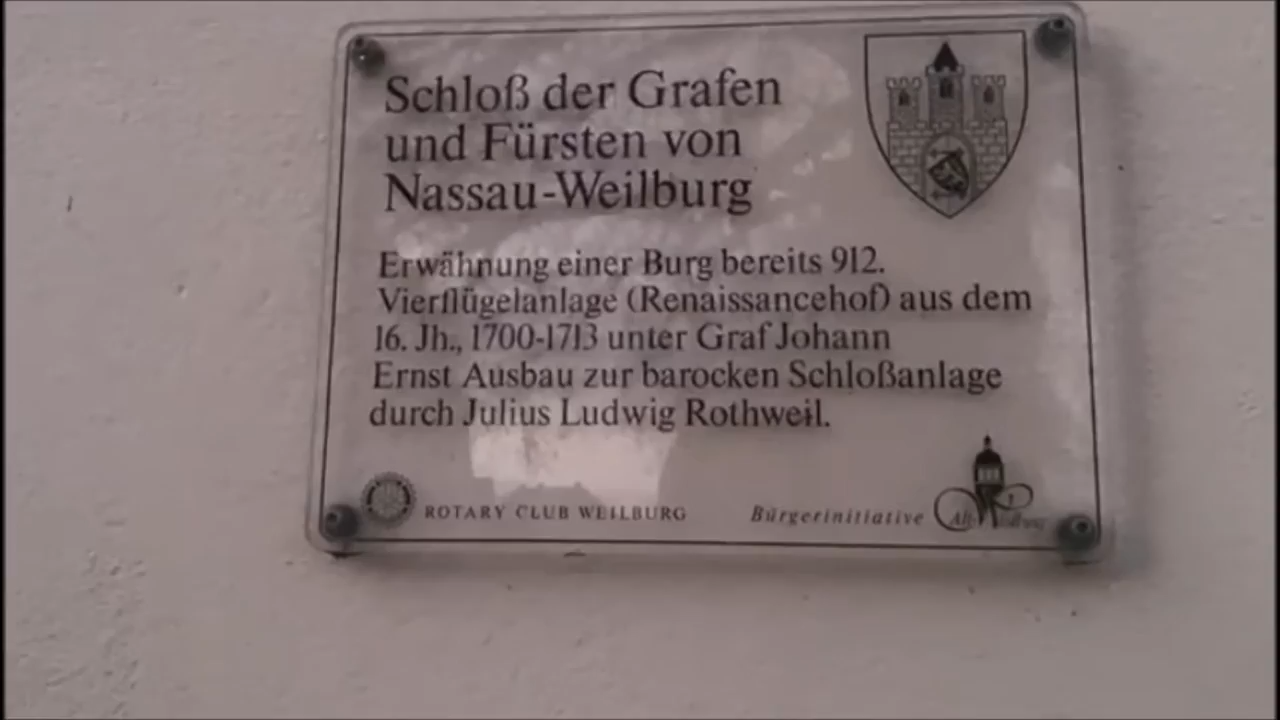 Schloß der Grafen
und Fürsten von
Nassau-Weilburg
Erwähnung einer Burg bereits 912.
Vierflügelanlage (Renaissancehof) aus dem
16. Jh., 1700-1713 unter Graf Johann
Ernst Ausbau zur barocken Schloßanlage
durch Julius Ludwig Rothweil.
ROTARY CLUB WEILBURG
Bürgerinitiative